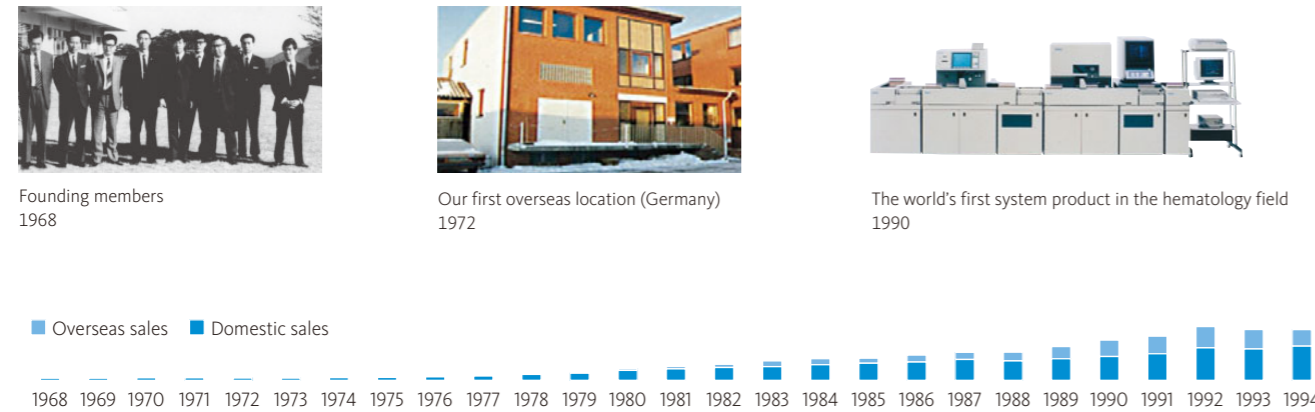 Founding members
1968
Our first overseas location (Germany)
1972
The world's first system product in the hematology field
1990
Overseas sales Domestic sales
1968 1969 1970 1971 1972 1973 1974 1975 1976 1977 1978 1979 1980 1981 1982 1983 1984 1985 1986 1987 1988 1989 1990 1991 1992 1993 1994